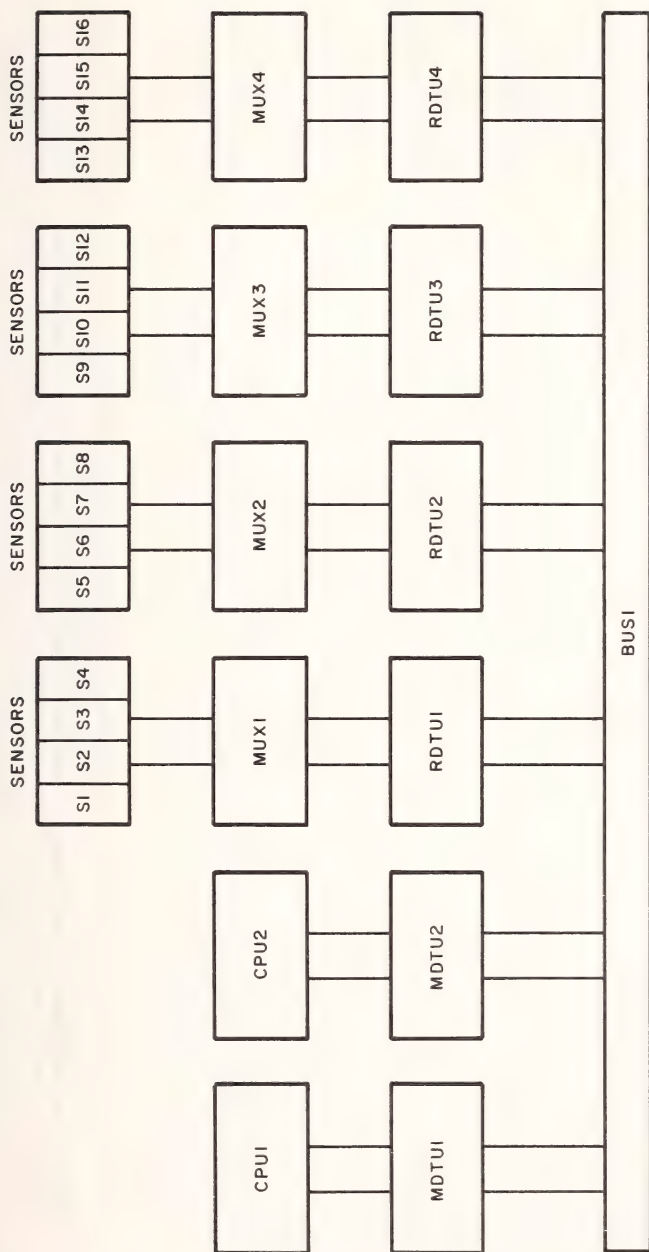 SENSORS SENSORS SENSORS SENSORS
S1 S2 S3 S4 S5 S6 S7 S8 S9 S10 S11 S12 S13 S14 S15 S16
CPU1 CPU2 MUX1 MUX2 MUX3 MUX4
MDTU1 MDTU2 RDTU1 RDTU2 RDTU3 RDTU4
BUS1